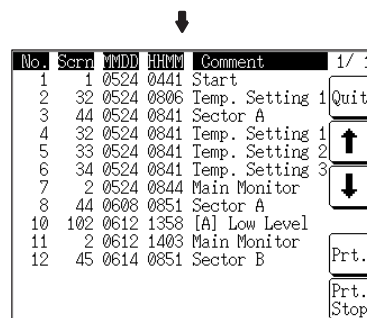 No. Scrn MMDD HHMM Comment 1/ 1
1 1 0524 0441 Start
2 32 0524 0806 Temp. Setting 1 Quit
3 44 0524 0841 Sector A
4 32 0524 0841 Temp. Setting 1
5 33 0524 0841 Temp. Setting 2
6 34 0524 0841 Temp. Setting 3
7 2 0524 0844 Main Monitor
8 44 0608 0851 Sector A
10 102 0612 1358 [A] Low Level
11 2 0612 1403 Main Monitor
12 45 0614 0851 Sector B Prt.
Prt.
Stop